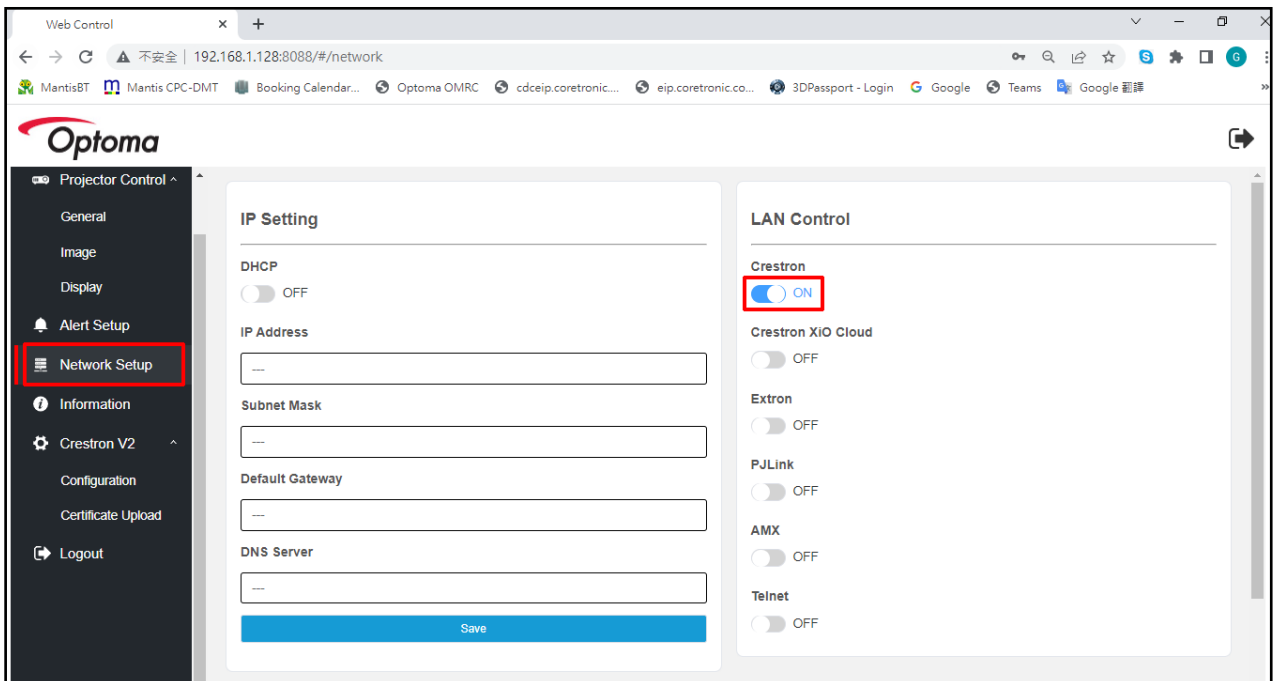 Web Control
不安全 | 192.168.1.128:8088/#/network
G
MantisBT Mantis CPC-DMT Booking Calendar... Optoma OMRC cdceip.coretronic.... eip.coretronic.co... 3DPassport - Login Google Teams Google 翻譯 »
Optoma
Projector Control
General
Image
Display
Alert Setup
Network Setup
Information
Crestron V2
Configuration
Certificate Upload
Logout
IP Setting
DHCP
OFF
IP Address
---
Subnet Mask
---
Default Gateway
---
DNS Server
---
Save
LAN Control
Crestron
ON
Crestron XiO Cloud
OFF
Extron
OFF
PJLink
OFF
AMX
OFF
Telnet
OFF